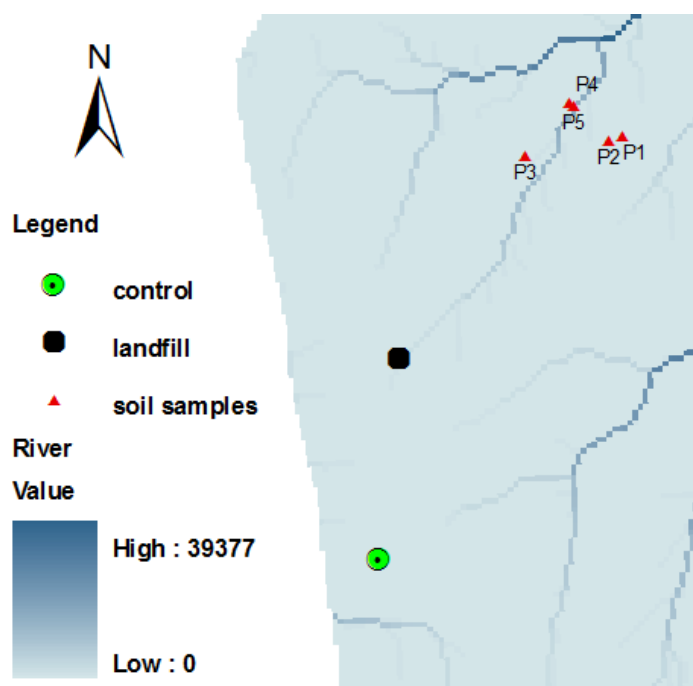 N
P4
P5
P2 P1
P3
Legend
control
landfill
soil samples
River
Value
High : 39377
Low : 0